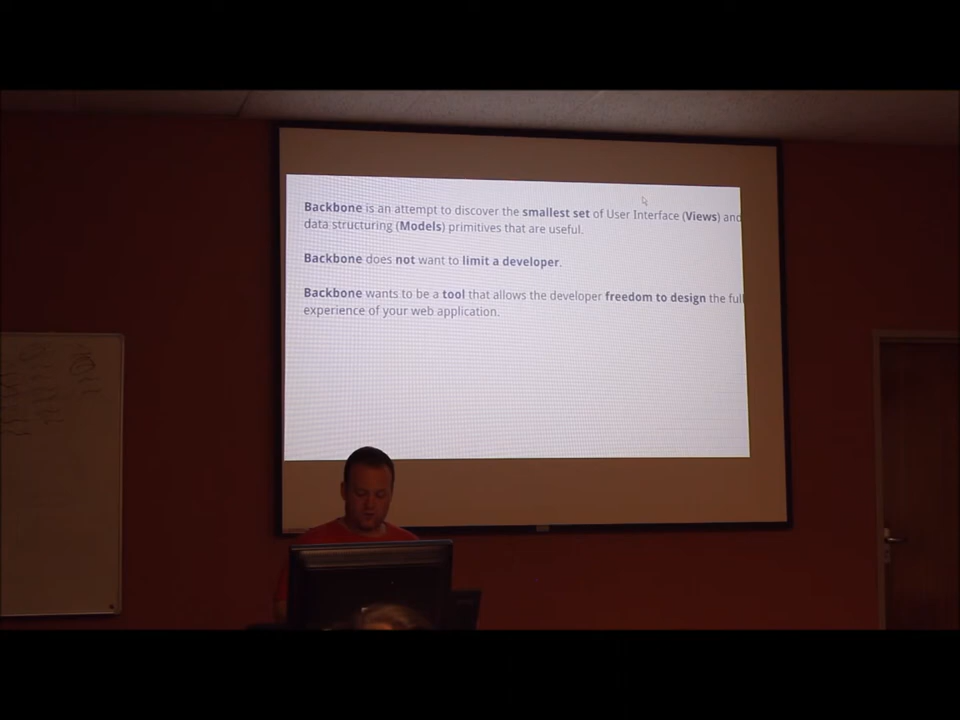 Backbone is an attempt to discover the smallest set of User Interface (Views) and
data structuring (Models) primitives that are useful.
Backbone does not want to limit a developer.
Backbone wants to be a tool that allows the developer freedom to design the full
experience of your web application.